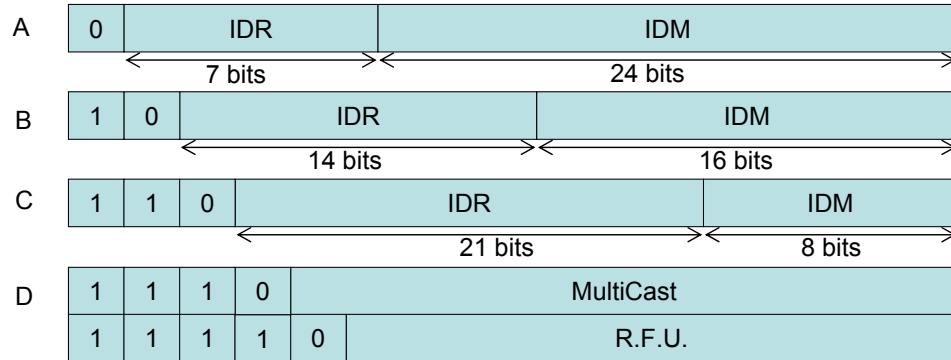 A 0 IDR IDM
7 bits 24 bits
B 1 0 IDR IDM
14 bits 16 bits
C 1 1 0 IDR IDM
21 bits 8 bits
D 1 1 1 0 MultiCast
1 1 1 1 0 R.F.U.